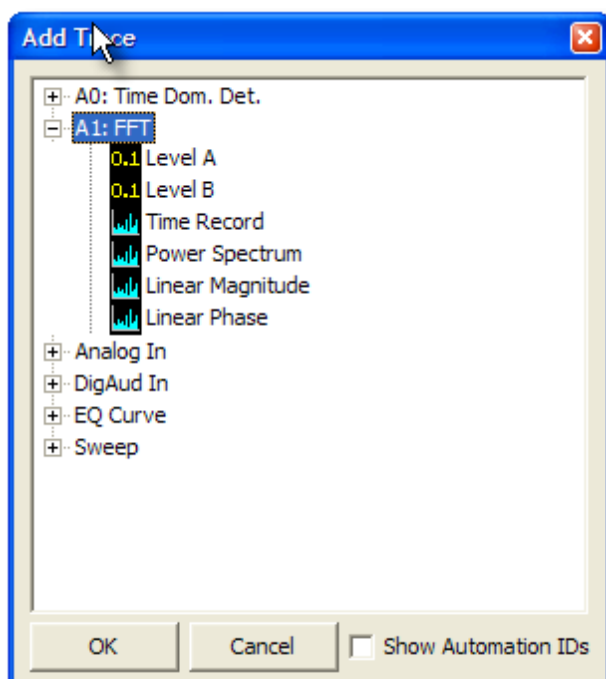 Add Trace
A0: Time Dom. Det.
A1: FFT
0.1 Level A
0.1 Level B
Time Record
Power Spectrum
Linear Magnitude
Linear Phase
Analog In
DigAud In
EQ Curve
Sweep
OK Cancel Show Automation IDs